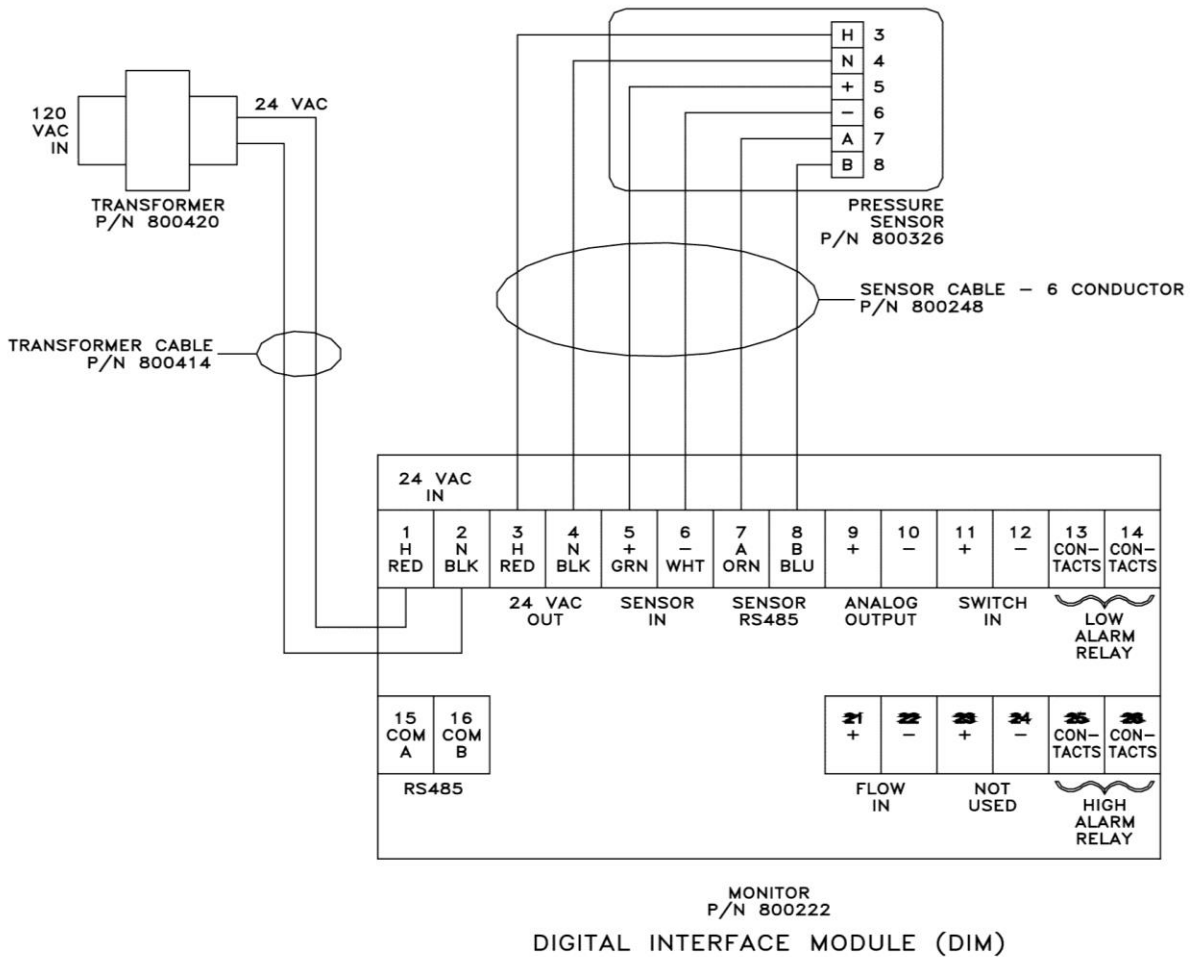 H 3
N 4
+ 5
− 6
A 7
B 8
PRESSURE
SENSOR
P/N 800326
120
VAC
IN
24 VAC
TRANSFORMER
P/N 800420
SENSOR CABLE − 6 CONDUCTOR
P/N 800248
TRANSFORMER CABLE
P/N 800414
24 VAC
IN
1 2 3 4 5 6 7 8 9 10 11 12 13 14
H N H N + − A B + − + − CON− CON−
RED BLK RED BLK GRN WHT ORN BLU TACTS TACTS
24 VAC
OUT
SENSOR
IN
SENSOR
RS485
ANALOG
OUTPUT
SWITCH
IN
LOW
ALARM
RELAY
15 16 21 22 23 24 25 26
COM COM + − + − CON− CON−
A B TACTS TACTS
RS485
FLOW
IN
NOT
USED
HIGH
ALARM
RELAY
MONITOR
P/N 800222
DIGITAL INTERFACE MODULE (DIM)